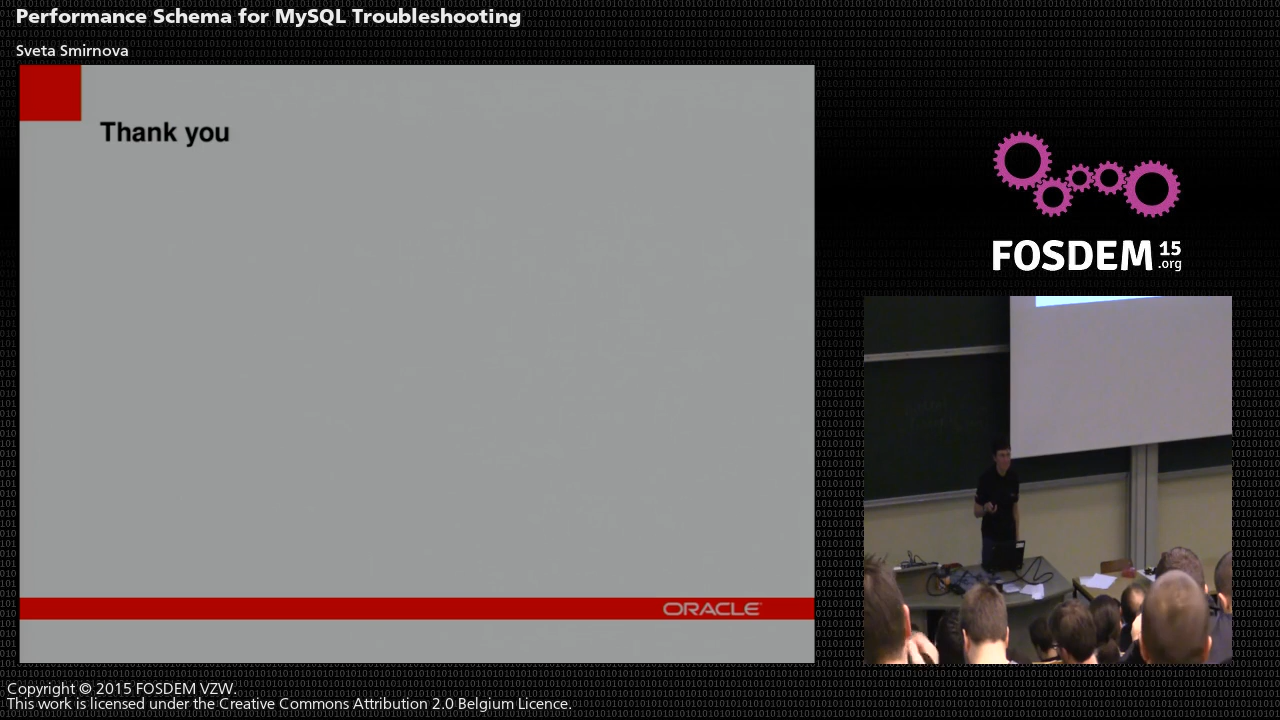 Performance Schema for MySQL Troubleshooting
Sveta Smirnova
Thank you
ORACLE
FOSDEM 15
.org
Copyright © 2015 FOSDEM VZW.
This work is licensed under the Creative Commons Attribution 2.0 Belgium Licence.